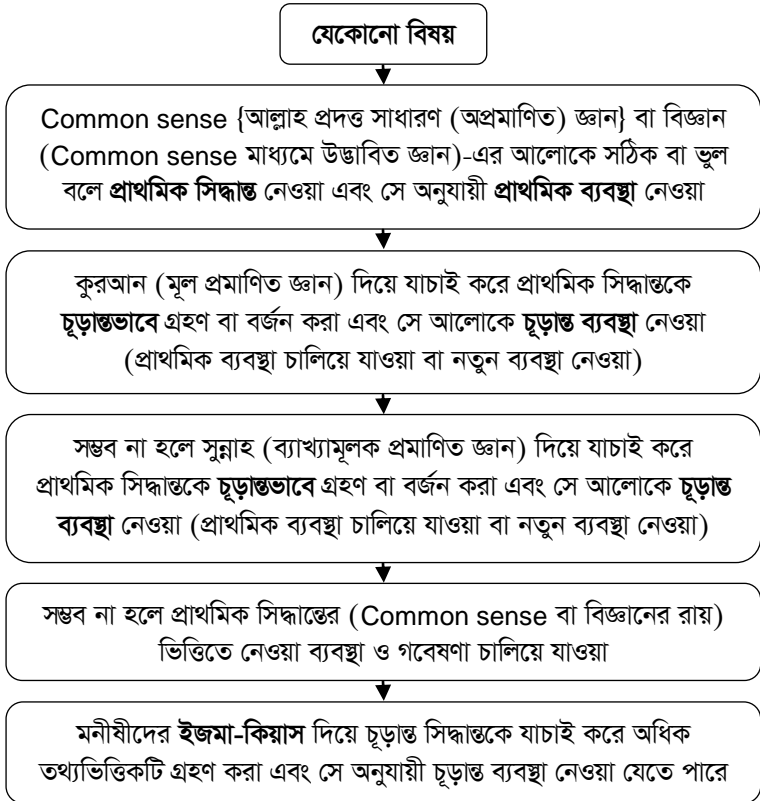 যেকোনো বিষয়
Common sense {আল্লাহ প্রদত্ত সাধারণ (অপ্রমাণিত) জ্ঞান} বা বিজ্ঞান
(Common sense মাধ্যমে উদ্ভাবিত জ্ঞান)-এর আলোকে সঠিক বা ভুল
বলে প্রাথমিক সিদ্ধান্ত নেওয়া এবং সে অনুযায়ী প্রাথমিক ব্যবস্থা নেওয়া
কুরআন (মূল প্রমাণিত জ্ঞান) দিয়ে যাচাই করে প্রাথমিক সিদ্ধান্তকে
চূড়ান্তভাবে গ্রহণ বা বর্জন করা এবং সে আলোকে চূড়ান্ত ব্যবস্থা নেওয়া
(প্রাথমিক ব্যবস্থা চালিয়ে যাওয়া বা নতুন ব্যবস্থা নেওয়া)
সম্ভব না হলে সুন্নাহ (ব্যাখ্যামূলক প্রমাণিত জ্ঞান) দিয়ে যাচাই করে
প্রাথমিক সিদ্ধান্তকে চূড়ান্তভাবে গ্রহণ বা বর্জন করা এবং সে আলোকে চূড়ান্ত
ব্যবস্থা নেওয়া (প্রাথমিক ব্যবস্থা চালিয়ে যাওয়া বা নতুন ব্যবস্থা নেওয়া)
সম্ভব না হলে প্রাথমিক সিদ্ধান্তের (Common sense বা বিজ্ঞানের রায়)
ভিত্তিতে নেওয়া ব্যবস্থা ও গবেষণা চালিয়ে যাওয়া
মনীষীদের ইজমা-কিয়াস দিয়ে চূড়ান্ত সিদ্ধান্তকে যাচাই করে অধিক
তথ্যভিত্তিকটি গ্রহণ করা এবং সে অনুযায়ী চূড়ান্ত ব্যবস্থা নেওয়া যেতে পারে